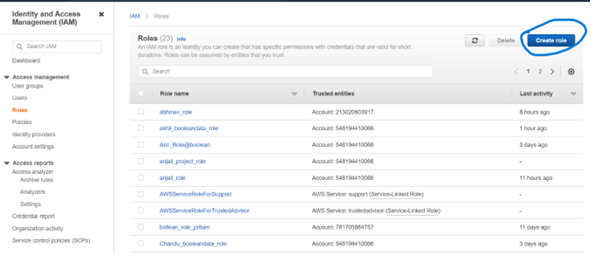 Identity and Access
Management (IAM)
Search IAM
Dashboard
Access management
User groups
Users
Roles
Policies
Identity providers
Account settings
Access reports
Access analyzer
Archive rules
Analyzers
Settings
Credential report
Organization activity
Service control policies (SCPs)
IAM > Roles
Roles (23) Info
An IAM role is an identity you can create that has specific permissions with credentials that are valid for short
durations. Roles can be assumed by entities that you trust.
Delete
Create role
Search
1 2
Role name Trusted entities Last activity
abhinav_role Account: 213020603917 8 hours ago
akhil_booleandata_role Account: 548194410066 1 hour ago
Account: 548194410066 3 days ago
anjali_project_role Account: 548194410066 -
anjali_role Account: 548194410066 11 hours ago
AWSServiceRoleForSupport AWS Service: support (Service-Linked Role) -
AWSServiceRoleForTrustedAdvisor AWS Service: trustedadvisor (Service-Linked Role) -
Account: 761703884757 11 days ago
Chandu_booleandata_role Account: 548194410066 3 days ago